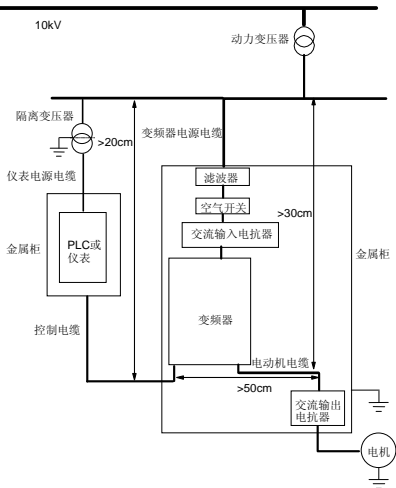 10kV
动力变压器
隔离变压器
>20cm
变频器电源电缆
仪表电源电缆
滤波器
空气开关
>30cm
交流输入电抗器
金属柜
PLC或
仪表
金属柜
变频器
控制电缆
电动机电缆
>50cm
交流输出
电抗器
电机